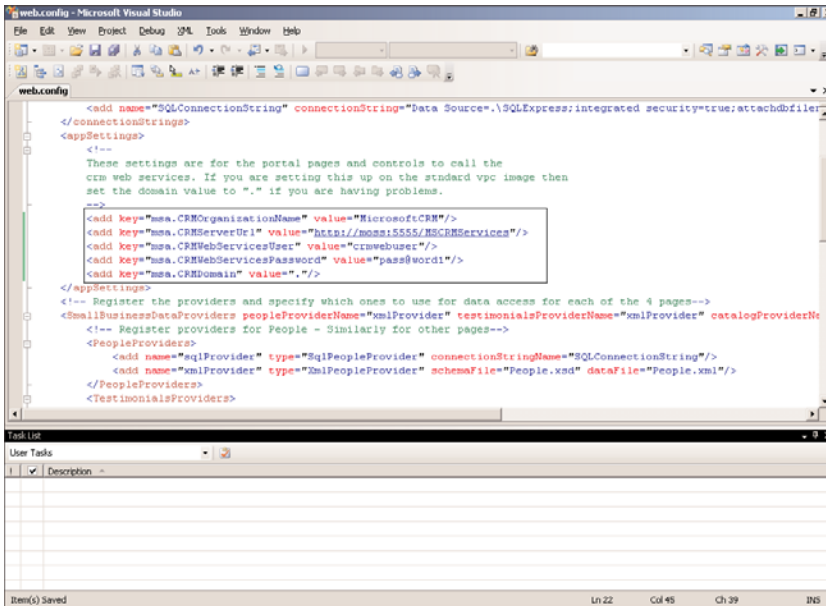 web.config - Microsoft Visual Studio
File Edit View Project Debug XML Tools Window Help
web.config
<add name="SQLConnectionString" connectionString="Data Source=.\SQLExpress;integrated security=true;attachdbfilen
</connectionStrings>
<appSettings>
<!--
These settings are for the portal pages and controls to call the
crm web services. If you are setting this up on the stndard vpc image then
set the domain value to "." if you are having problems.
-->
<add key="msa.CRMOrganizationName" value="MicrosoftCRM"/>
<add key="msa.CRMServerUrl" value="http://moss:5555/MSCRMServices"/>
<add key="msa.CRMWebServicesUser" value="crmwebuser"/>
<add key="msa.CRMWebServicesPassword" value="pass@word1"/>
<add key="msa.CRMDomain" value="."/>
</appSettings>
<!-- Register the providers and specify which ones to use for data access for each of the 4 pages-->
<SmallBusinessDataProviders peopleProviderName="xmlProvider" testimonialsProviderName="xmlProvider" catalogProviderNa
<!-- Register providers for People - Similarly for other pages-->
<PeopleProviders>
<add name="sqlProvider" type="SqlPeopleProvider" connectionStringName="SQLConnectionString"/>
<add name="xmlProvider" type="XmlPeopleProvider" schemaFile="People.xsd" dataFile="People.xml"/>
</PeopleProviders>
<TestimonialsProviders>
Task List
User Tasks
! Description
Item(s) Saved Ln 22 Col 45 Ch 39 INS